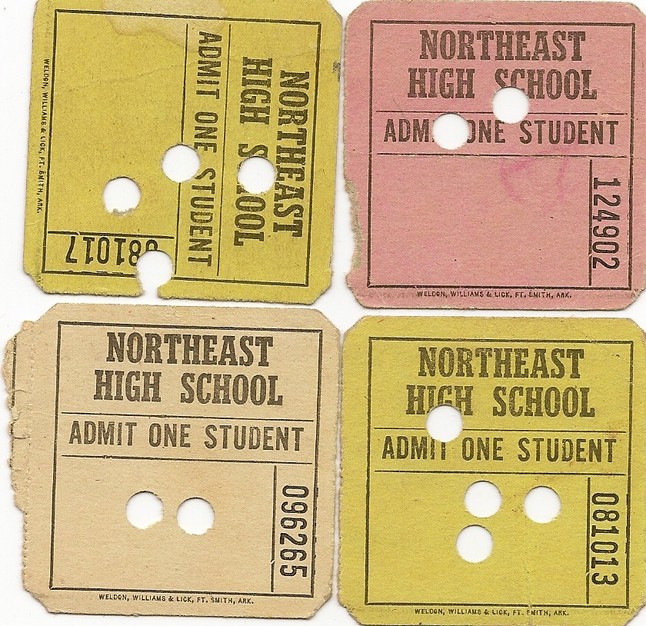 NORTHEAST
HIGH SCHOOL
ADMIT ONE STUDENT
081017
WELDON, WILLIAMS & LICK, FT. SMITH, ARK.
NORTHEAST
HIGH SCHOOL
ADMIT ONE STUDENT
124902
WELDON, WILLIAMS & LICK, FT. SMITH, ARK.
NORTHEAST
HIGH SCHOOL
ADMIT ONE STUDENT
096265
WELDON, WILLIAMS & LICK, FT. SMITH, ARK.
NORTHEAST
HIGH SCHOOL
ADMIT ONE STUDENT
081013
WELDON, WILLIAMS & LICK, FT. SMITH, ARK.